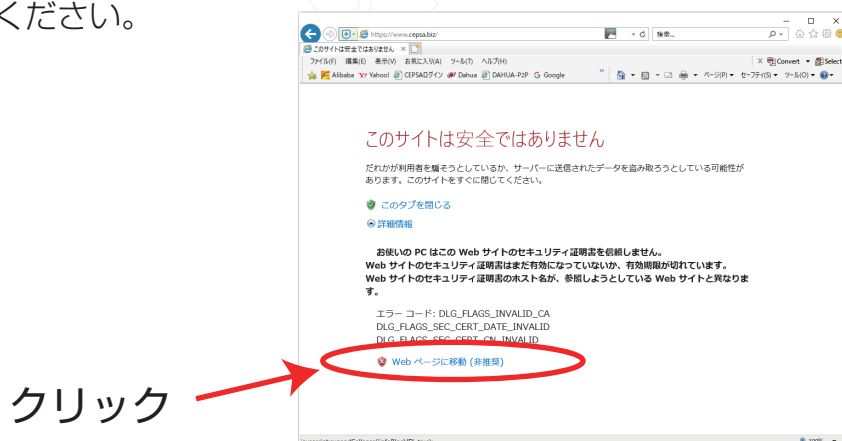 ください。
https://www.cepsa.biz/
検索...
このサイトは安全ではありません
ファイル(F) 編集(E) 表示(V) お気に入り(A) ツール(T) ヘルプ(H)
Convert
Select
Alibaba Yahoo! CEPSAログイン Dahua DAHUA-P2P Google
ページ(P) セーフティ(S) ツール(O)
このサイトは安全ではありません
だれかが利用者を騙そうとしているか、サーバーに送信されたデータを盗み取ろうとしている可能性が
あります。このサイトをすぐに閉じてください。
このタブを閉じる
詳細情報
お使いの PC はこの Web サイトのセキュリティ証明書を信頼しません。
Web サイトのセキュリティ証明書はまだ有効になっていないか、有効期限が切れています。
Web サイトのセキュリティ証明書のホスト名が、参照しようとしている Web サイトと異なりま
す。
エラー コード: DLG_FLAGS_INVALID_CA
DLG_FLAGS_SEC_CERT_DATE_INVALID
DLG_FLAGS_SEC_CERT_CN_INVALID
Web ページに移動 (非推奨)
クリック